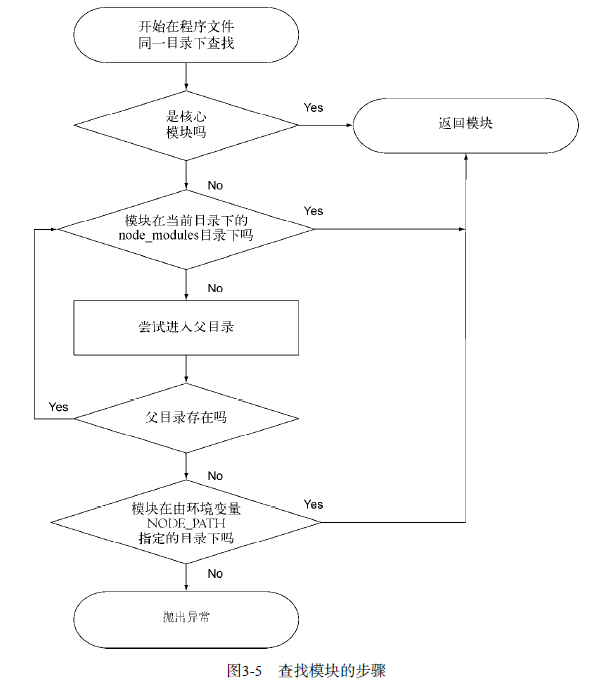 开始在程序文件
同一目录下查找
是核心
模块吗
Yes
返回模块
No
模块在当前目录下的
node_modules目录下吗
Yes
No
尝试进入父目录
Yes
父目录存在吗
No
模块在由环境变量
NODE_PATH
指定的目录下吗
Yes
No
抛出异常
图3-5 查找模块的步骤